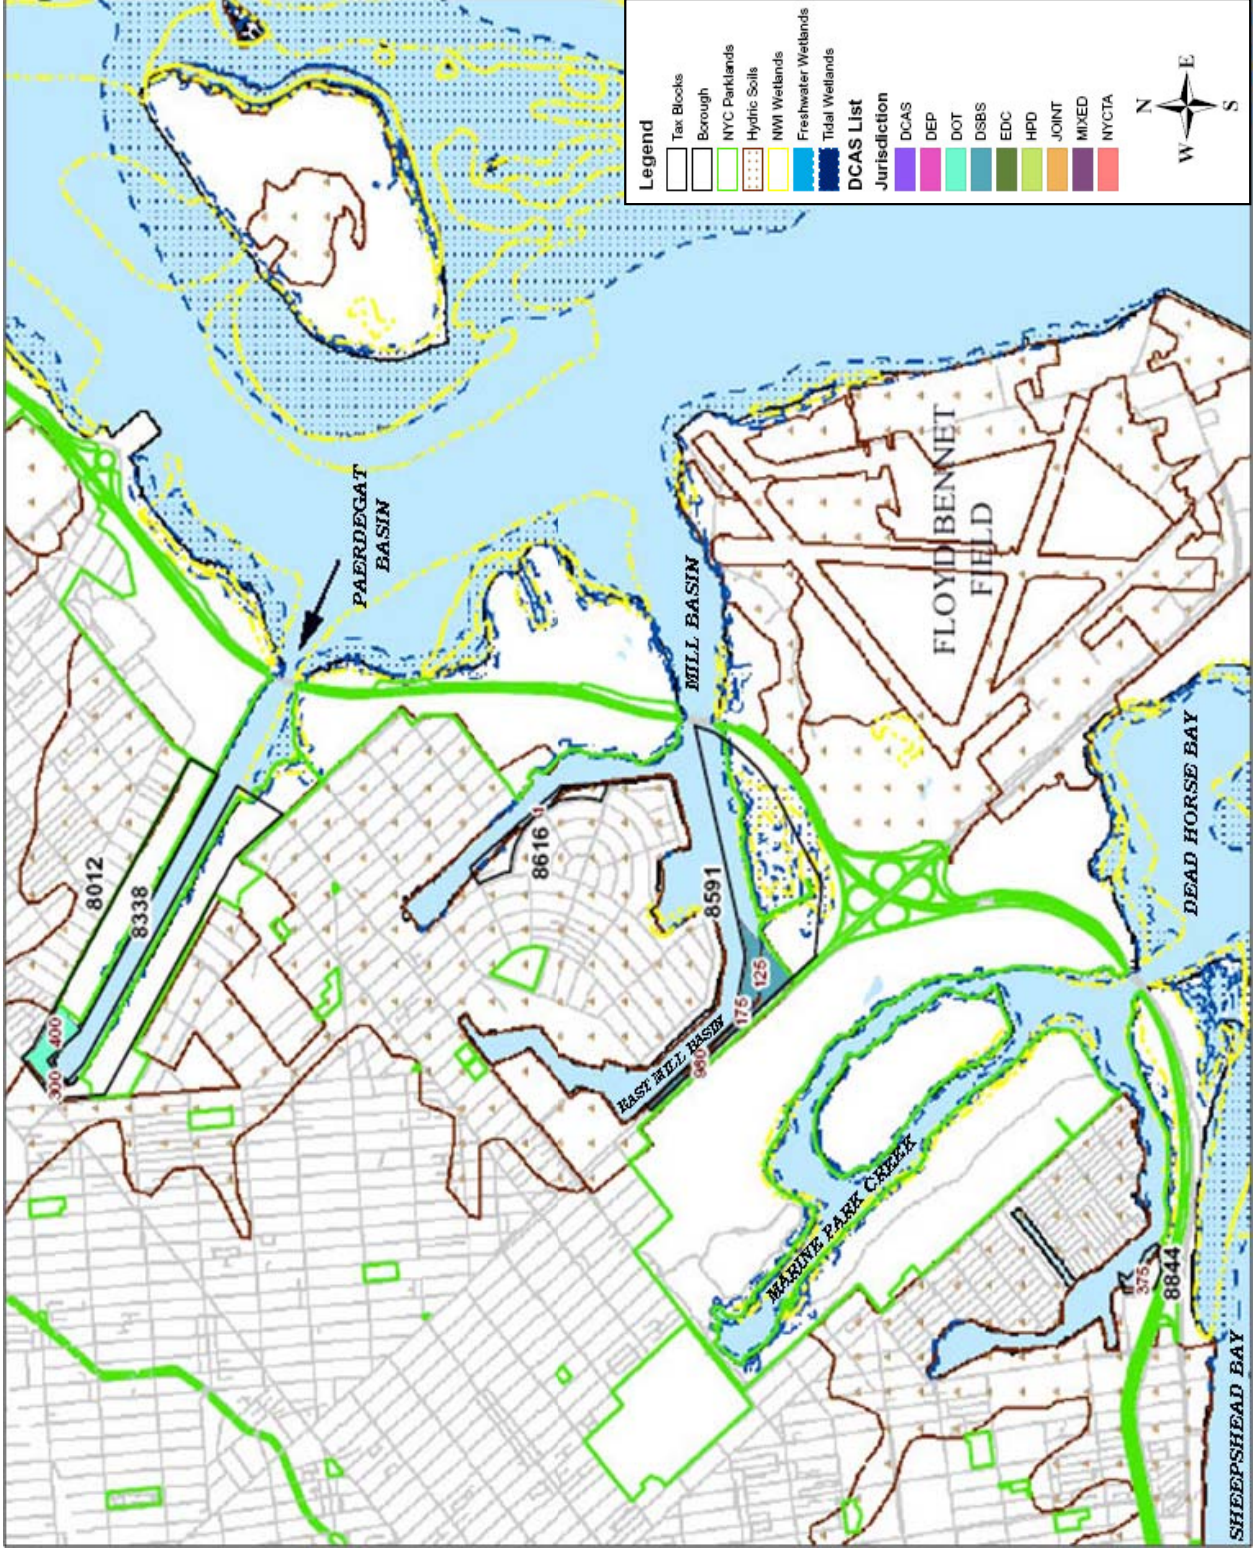 Legend
Tax Blocks
Borough
NYC Parklands
Hydric Soils
NWI Wetlands
Freshwater Wetlands
Tidal Wetlands
DCAS List
Jurisdiction
DCAS
DEP
DOT
DSBS
EDC
HPD
JOINT
MIXED
NYCTA
N
W
E
S
PAERDEGAT
BASIN
8012
8338
300
400
MILL BASIN
FLOYD BENNET
FIELD
8616
1
8591
125
175
980
EAST MILL BASIN
DEAD HORSE BAY
MARINE PARK CREEK
375
8844
SHEEPSHEAD BAY